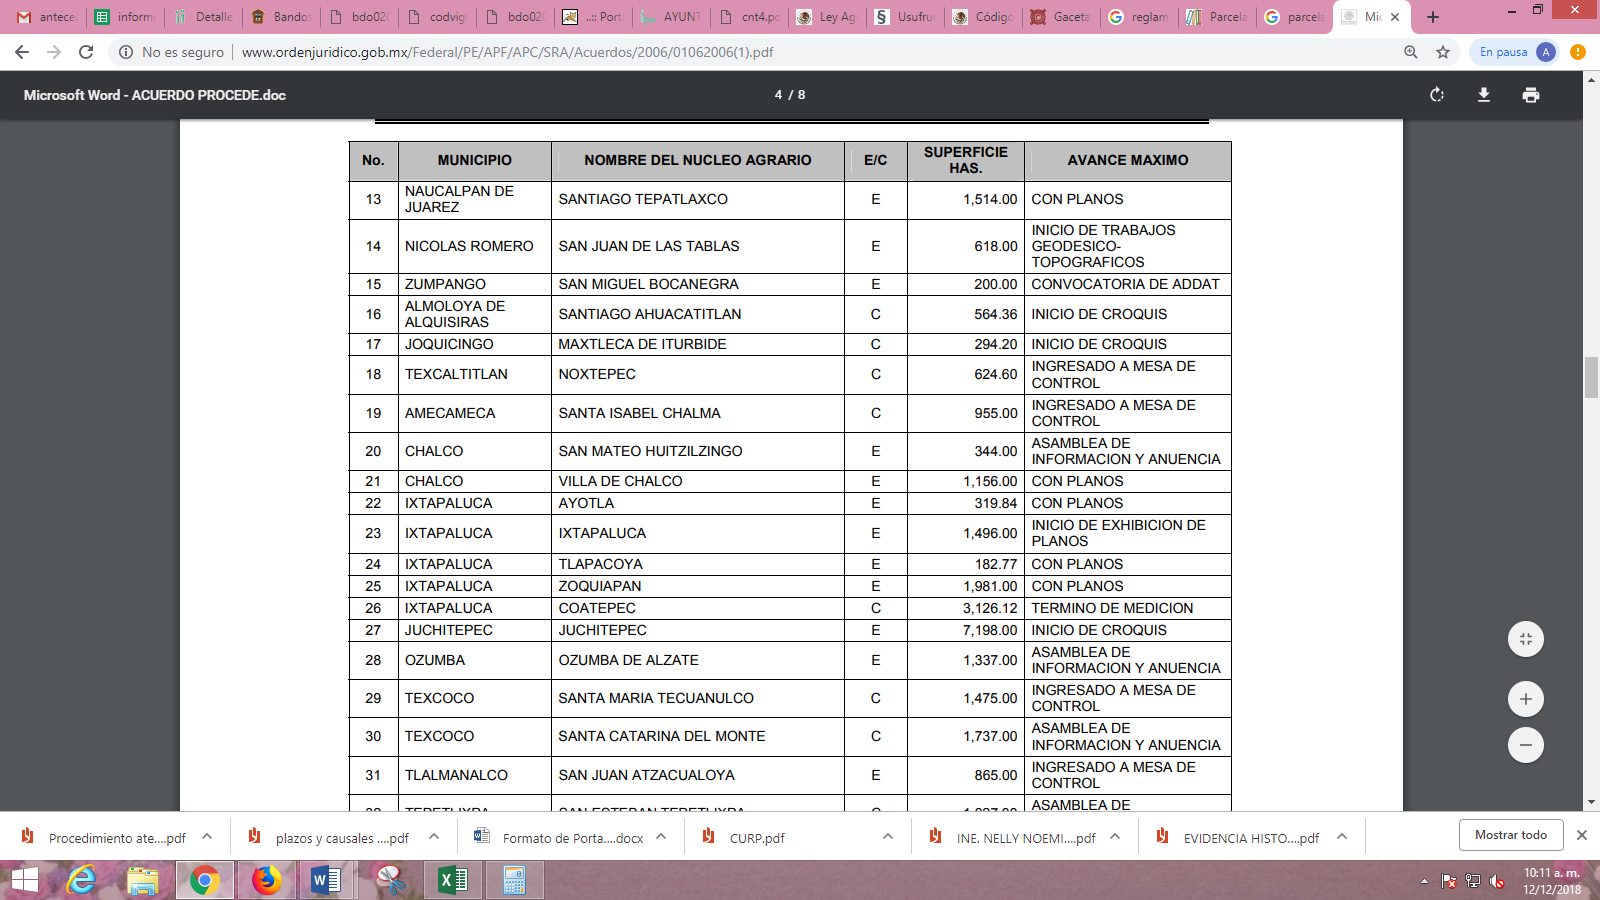 antece
inform
Detalle
Bandos
bdo020
codvig
bdo020
..:: Port
AYUNT
cnt4.pd
Ley Ag
Usufru
Código
Gaceta
reglam
Parcela
parcela
Mic
No es seguro www.ordenjuridico.gob.mx/Federal/PE/APF/APC/SRA/Acuerdos/2006/01062006(1).pdf En pausa A
Microsoft Word - ACUERDO PROCEDE.doc 4 / 8
No. MUNICIPIO NOMBRE DEL NUCLEO AGRARIO E/C SUPERFICIE HAS. AVANCE MAXIMO
13 NAUCALPAN DE JUAREZ SANTIAGO TEPATLAXCO E 1,514.00 CON PLANOS
14 NICOLAS ROMERO SAN JUAN DE LAS TABLAS E 618.00 INICIO DE TRABAJOS GEODESICO-TOPOGRAFICOS
15 ZUMPANGO SAN MIGUEL BOCANEGRA E 200.00 CONVOCATORIA DE ADDAT
16 ALMOLOYA DE ALQUISIRAS SANTIAGO AHUACATITLAN C 564.36 INICIO DE CROQUIS
17 JOQUICINGO MAXTLECA DE ITURBIDE C 294.20 INICIO DE CROQUIS
18 TEXCALTITLAN NOXTEPEC C 624.60 INGRESADO A MESA DE CONTROL
19 AMECAMECA SANTA ISABEL CHALMA C 955.00 INGRESADO A MESA DE CONTROL
20 CHALCO SAN MATEO HUITZILZINGO E 344.00 ASAMBLEA DE INFORMACION Y ANUENCIA
21 CHALCO VILLA DE CHALCO E 1,156.00 CON PLANOS
22 IXTAPALUCA AYOTLA E 319.84 CON PLANOS
23 IXTAPALUCA IXTAPALUCA E 1,496.00 INICIO DE EXHIBICION DE PLANOS
24 IXTAPALUCA TLAPACOYA E 182.77 CON PLANOS
25 IXTAPALUCA ZOQUIAPAN E 1,981.00 CON PLANOS
26 IXTAPALUCA COATEPEC C 3,126.12 TERMINO DE MEDICION
27 JUCHITEPEC JUCHITEPEC E 7,198.00 INICIO DE CROQUIS
28 OZUMBA OZUMBA DE ALZATE E 1,337.00 ASAMBLEA DE INFORMACION Y ANUENCIA
29 TEXCOCO SANTA MARIA TECUANULCO C 1,475.00 INGRESADO A MESA DE CONTROL
30 TEXCOCO SANTA CATARINA DEL MONTE C 1,737.00 ASAMBLEA DE INFORMACION Y ANUENCIA
31 TLALMANALCO SAN JUAN ATZACUALOYA E 865.00 INGRESADO A MESA DE CONTROL
ASAMBLEA DE
Procedimiento ate....pdf
plazos y causales ....pdf
Formato de Porta....docx
CURP.pdf
INE. NELLY NOEMI....pdf
EVIDENCIA HISTO....pdf
Mostrar todo
10:11 a. m.
12/12/2018